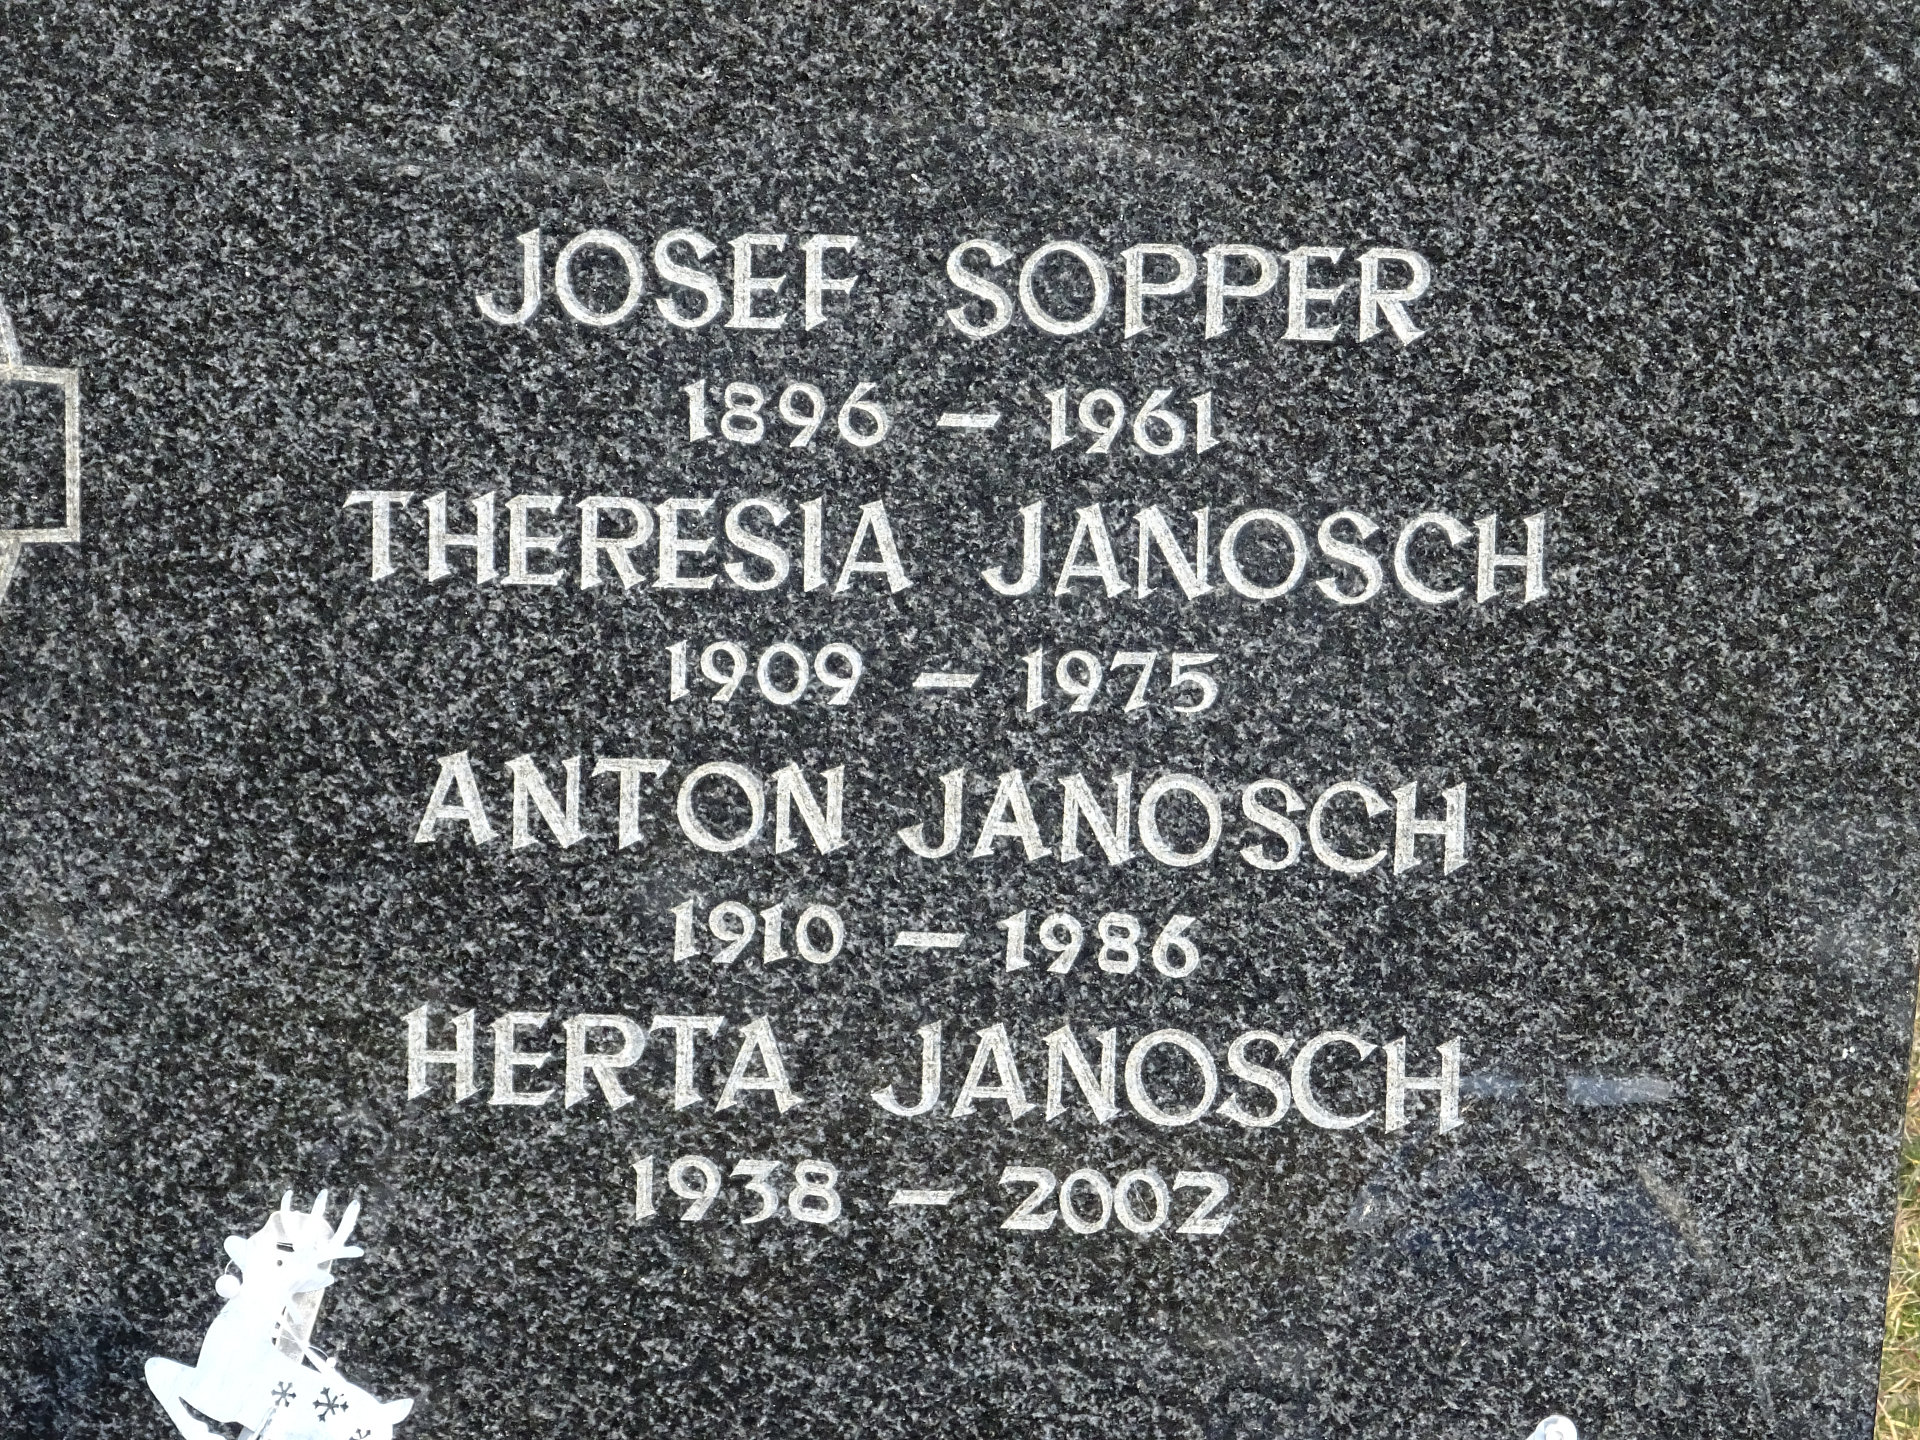 JOSEF SOPPER
1896 – 1961
THERESIA JANOSCH
1909 – 1975
ANTON JANOSCH
1910 – 1986
HERTA JANOSCH
1938 – 2002